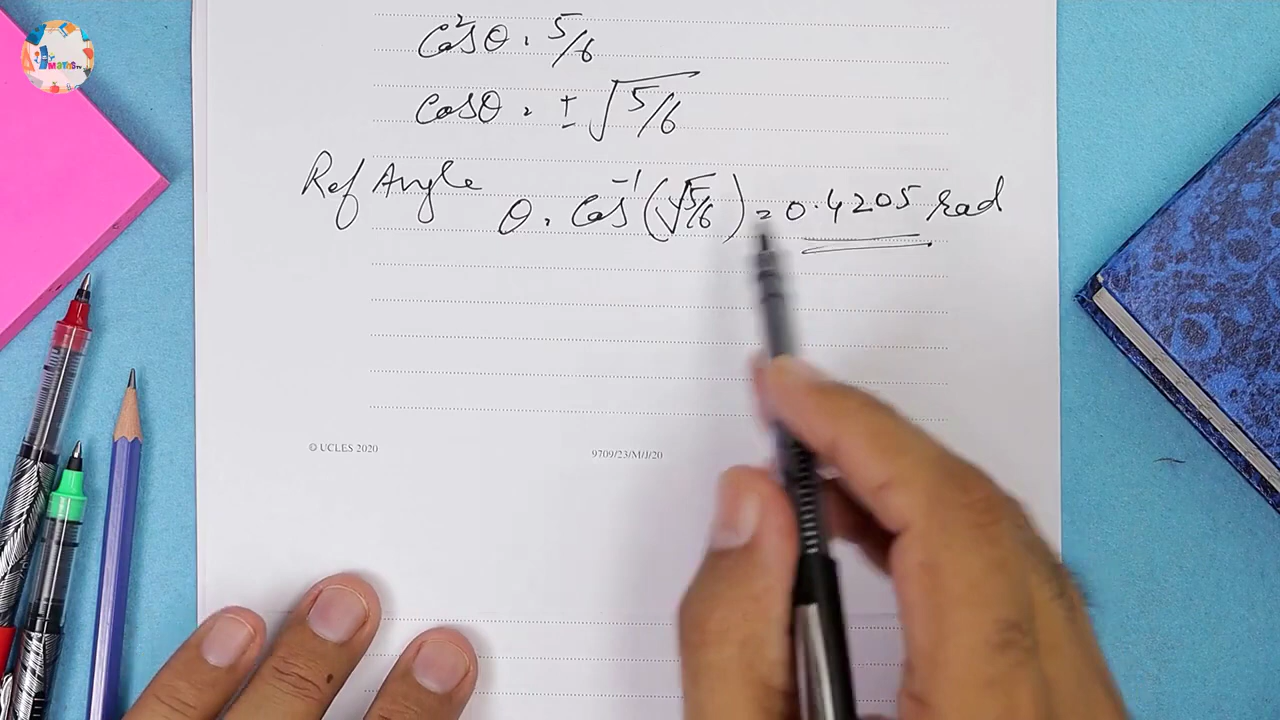 cos²θ = 5/6
cosθ = ± √5/6
Ref Angle
θ = cos⁻¹(√5/6) = 0.4205 rad
© UCLES 2020
9709/23/M/J/20